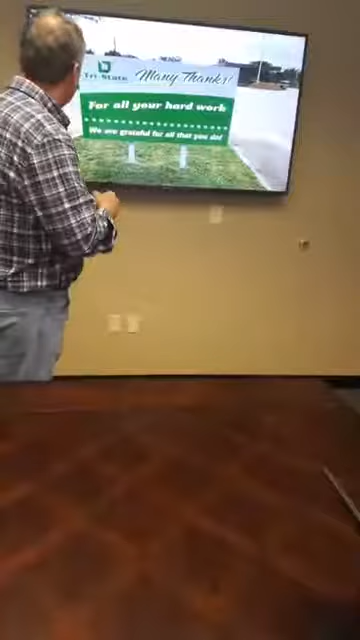 Tri-State
Many Thanks!
For all your hard work
We are grateful for all that you do!